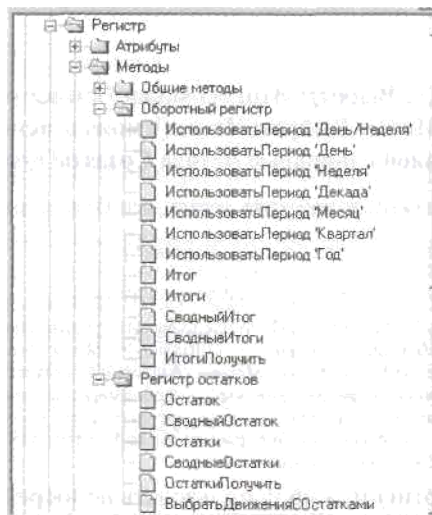 Регистр
Атрибуты
Методы
Общие методы
Оборотный регистр
ИспользоватьПериод 'День/Неделя'
ИспользоватьПериод 'День'
ИспользоватьПериод 'Неделя'
ИспользоватьПериод 'Декада'
ИспользоватьПериод 'Месяц'
ИспользоватьПериод 'Квартал'
ИспользоватьПериод 'Год'
Итог
Итоги
СводныйИтог
СводныеИтоги
ИтогиПолучить
Регистр остатков
Остаток
СводныйОстаток
Остатки
СводныеОстатки
ОстаткиПолучить
ВыбратьДвиженияСОстатками